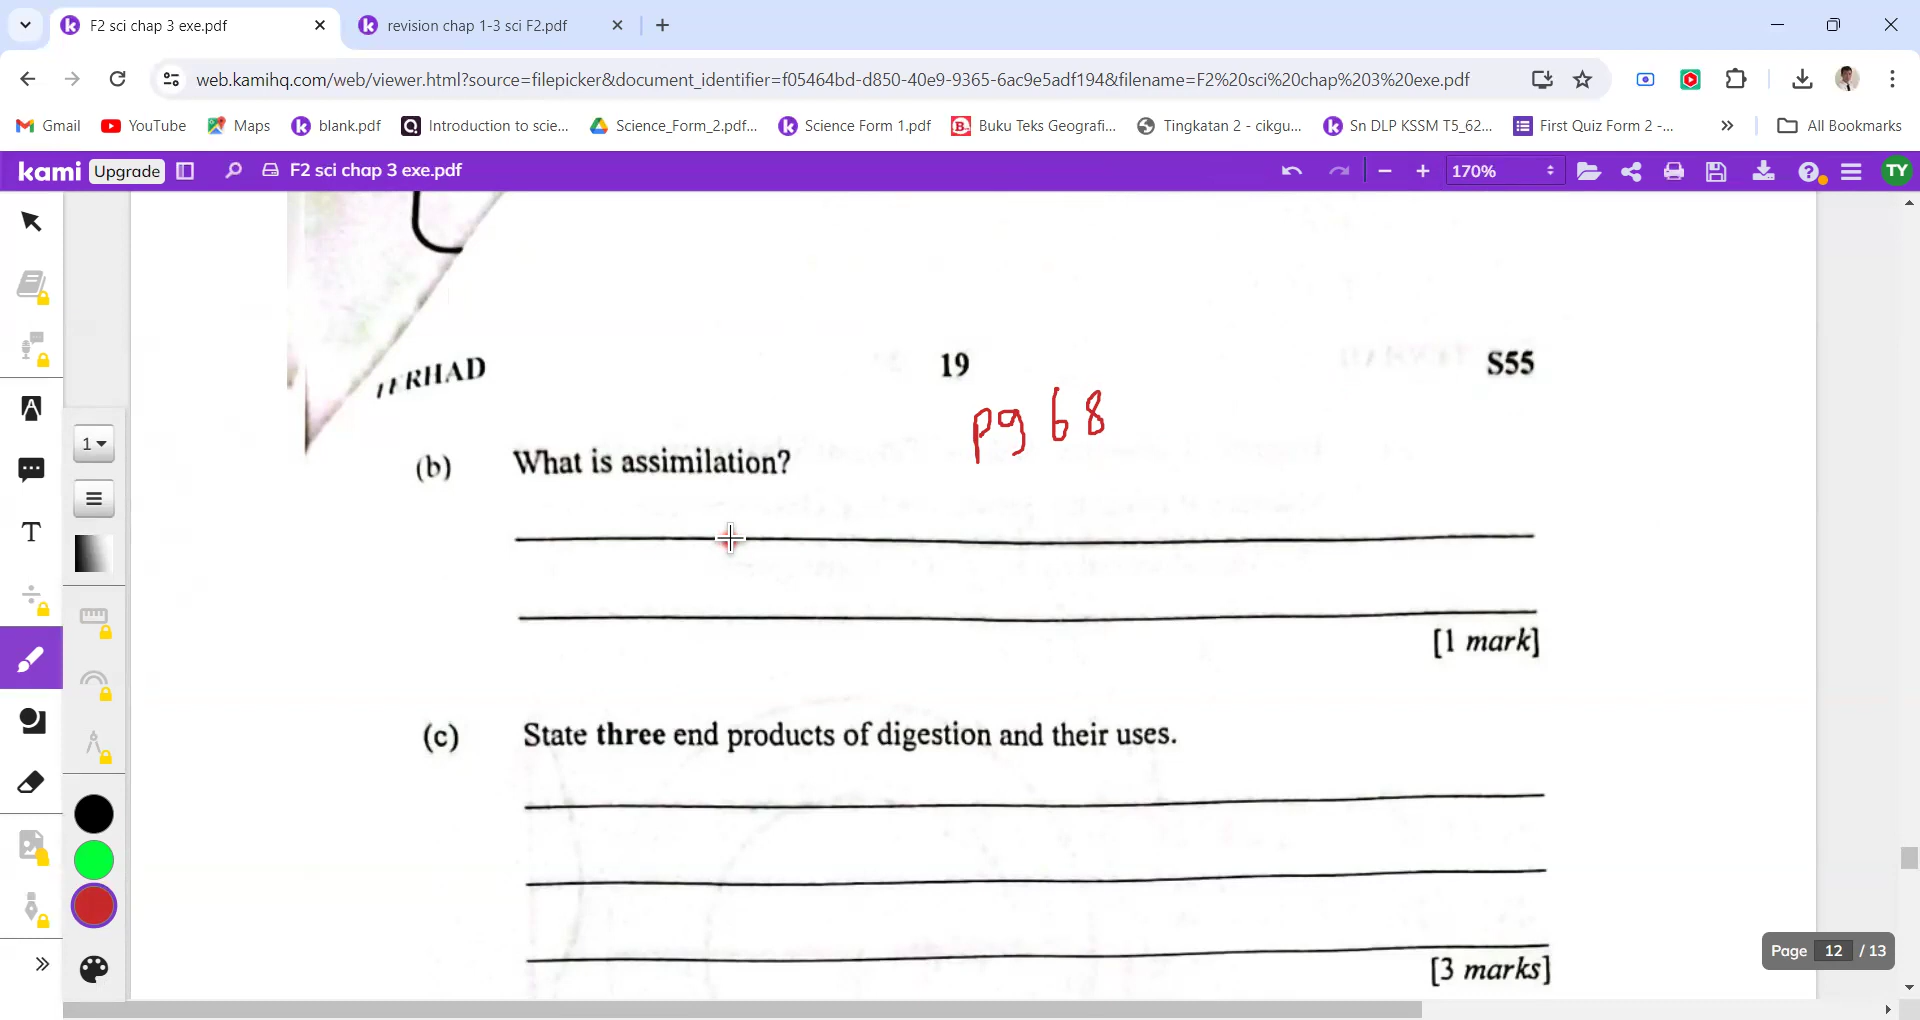 F2 sci chap 3 exe.pdf
revision chap 1-3 sci F2.pdf
web.kamihq.com/web/viewer.html?source=filepicker&document_identifier=f05464bd-d850-40e9-9365-6ac9e5adf194&filename=F2%20sci%20chap%203%20exe.pdf
Gmail
YouTube
Maps
blank.pdf
Introduction to scie...
Science_Form_2.pdf...
Science Form 1.pdf
Buku Teks Geografi...
Tingkatan 2 - cikgu...
Sn DLP KSSM T5_62...
First Quiz Form 2 -...
All Bookmarks
kami Upgrade
F2 sci chap 3 exe.pdf
170%
TY
19
S55
pg 68
(b) What is assimilation?
[1 mark]
(c) State three end products of digestion and their uses.
[3 marks]
1
T
Page 12 / 13